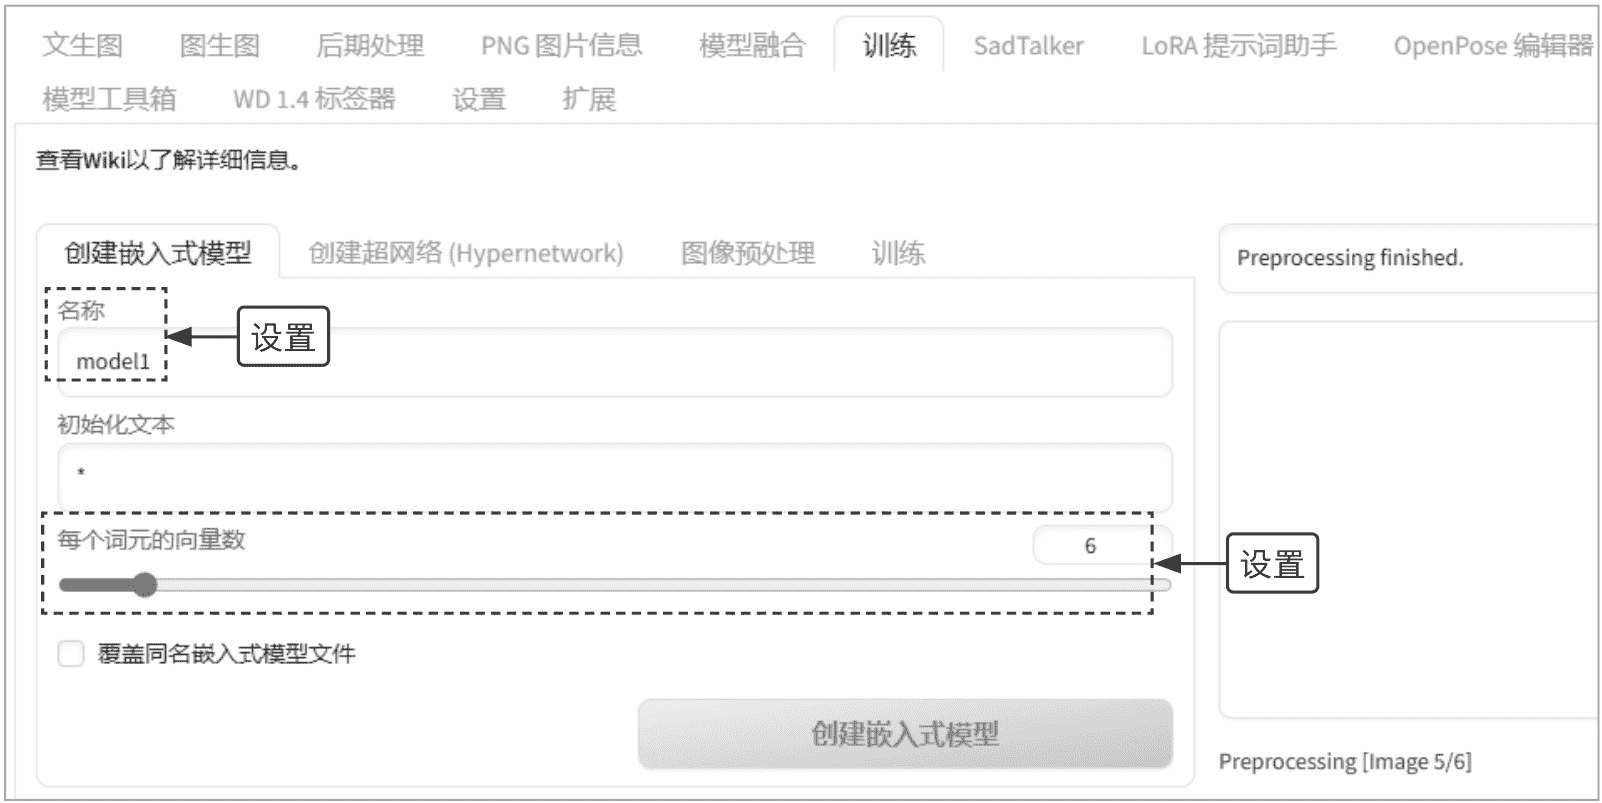 文生图 图生图 后期处理 PNG 图片信息 模型融合 训练 SadTalker LoRA 提示词助手 OpenPose 编辑器
模型工具箱 WD 1.4 标签器 设置 扩展
查看Wiki以了解详细信息。
创建嵌入式模型 创建超网络 (Hypernetwork) 图像预处理 训练
名称
设置
model1
初始化文本
*
每个词元的向量数
6
设置
覆盖同名嵌入式模型文件
创建嵌入式模型
Preprocessing finished.
Preprocessing [Image 5/6]